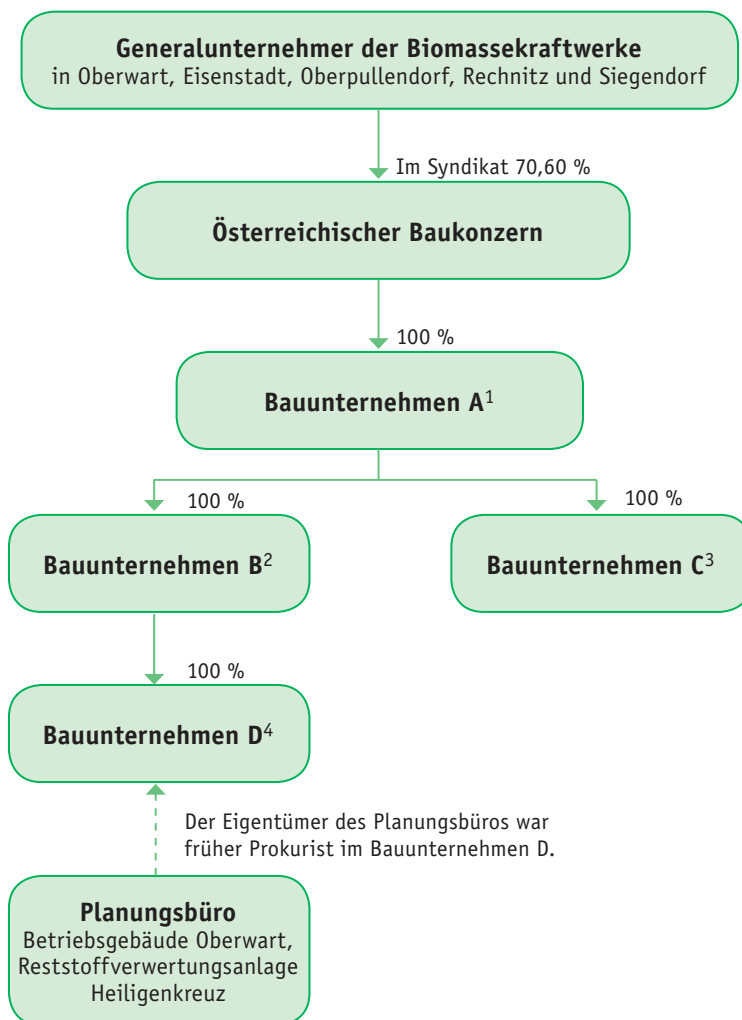 Generalunternehmer der Biomassekraftwerke
in Oberwart, Eisenstadt, Oberpullendorf, Rechnitz und Siegendorf
Im Syndikat 70,60 %
Österreichischer Baukonzern
100 %
Bauunternehmen A1
100 %
100 %
Bauunternehmen B2
Bauunternehmen C3
100 %
Bauunternehmen D4
Der Eigentümer des Planungsbüros war
früher Prokurist im Bauunternehmen D.
Planungsbüro
Betriebsgebäude Oberwart,
Reststoffverwertungsanlage
Heiligenkreuz